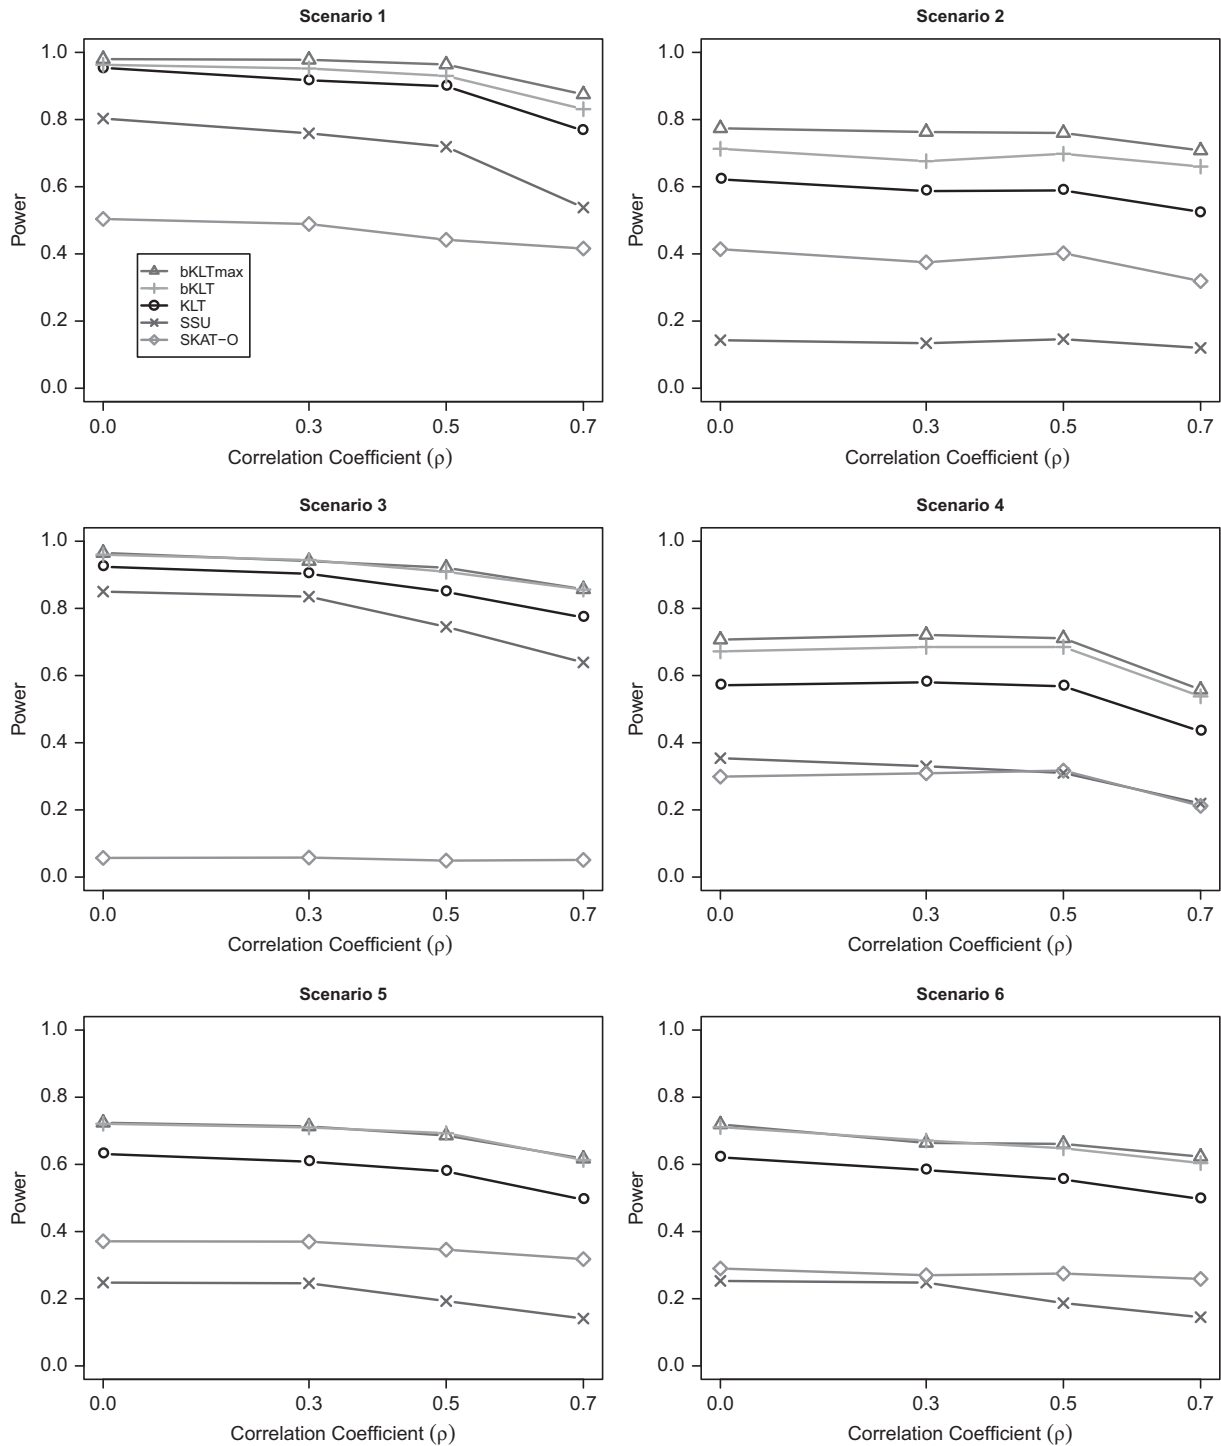 Scenario 1
1.0
0.8
0.6
0.4
0.2
0.0
Power
bKLTmax
bKLT
KLT
SSU
SKAT−O
0.0 0.3 0.5 0.7
Correlation Coefficient (ρ)
Scenario 2
1.0
0.8
0.6
0.4
0.2
0.0
Power
0.0 0.3 0.5 0.7
Correlation Coefficient (ρ)
Scenario 3
1.0
0.8
0.6
0.4
0.2
0.0
Power
0.0 0.3 0.5 0.7
Correlation Coefficient (ρ)
Scenario 4
1.0
0.8
0.6
0.4
0.2
0.0
Power
0.0 0.3 0.5 0.7
Correlation Coefficient (ρ)
Scenario 5
1.0
0.8
0.6
0.4
0.2
0.0
Power
0.0 0.3 0.5 0.7
Correlation Coefficient (ρ)
Scenario 6
1.0
0.8
0.6
0.4
0.2
0.0
Power
0.0 0.3 0.5 0.7
Correlation Coefficient (ρ)